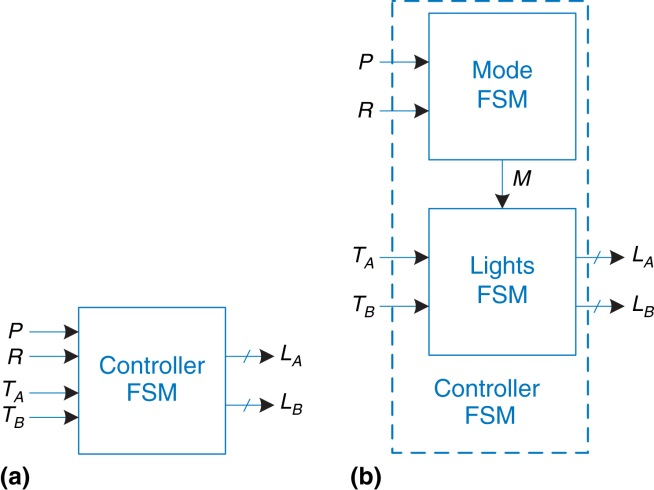 P
R
T_A
T_B
Controller
FSM
L_A
L_B
(a)
P
R
Mode
FSM
M
T_A
T_B
Lights
FSM
L_A
L_B
Controller
FSM
(b)